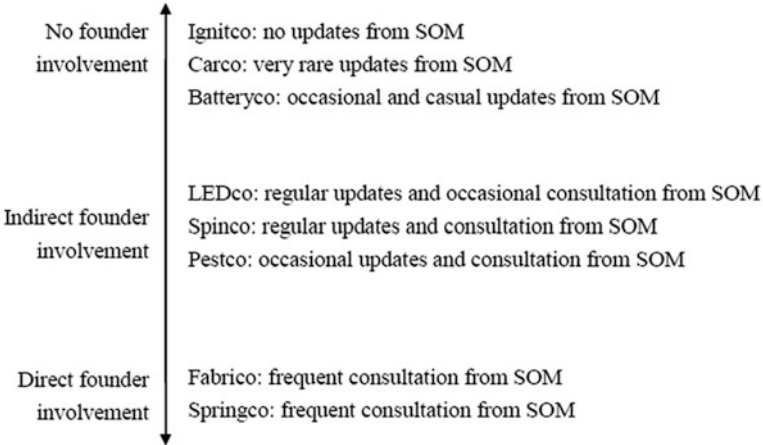 No founder
involvement
Ignitco: no updates from SOM
Carco: very rare updates from SOM
Batteryco: occasional and casual updates from SOM
Indirect founder
involvement
LEDco: regular updates and occasional consultation from SOM
Spinco: regular updates and consultation from SOM
Pestco: occasional updates and consultation from SOM
Direct founder
involvement
Fabrico: frequent consultation from SOM
Springco: frequent consultation from SOM